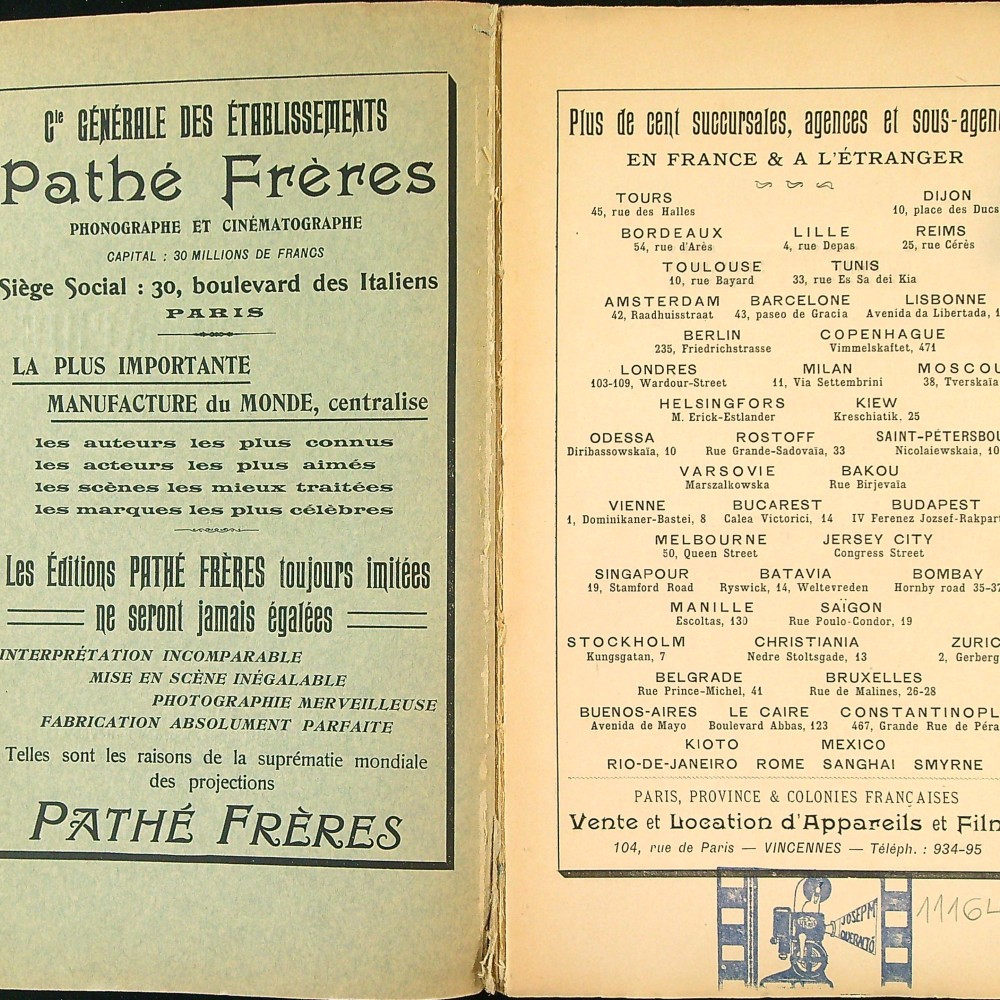 Cie GÉNÉRALE DES ÉTABLISSEMENTS
Pathé Frères
PHONOGRAPHE ET CINÉMATOGRAPHE
CAPITAL : 30 MILLIONS DE FRANCS
Siège Social : 30, boulevard des Italiens
PARIS
LA PLUS IMPORTANTE
MANUFACTURE du MONDE, centralise
les auteurs les plus connus
les acteurs les plus aimés
les scènes les mieux traitées
les marques les plus célèbres
Les Éditions PATHÉ FRÈRES toujours imitées
ne seront jamais égalées
INTERPRÉTATION INCOMPARABLE
MISE EN SCÈNE INÉGALABLE
PHOTOGRAPHIE MERVEILLEUSE
FABRICATION ABSOLUMENT PARFAITE
Telles sont les raisons de la suprématie mondiale
des projections
PATHÉ FRÈRES
Plus de cent succursales, agences et sous-agen
EN FRANCE & A L'ÉTRANGER
TOURS DIJON
45, rue des Halles 10, place des Ducs
BORDEAUX LILLE REIMS
54, rue d'Arès 4, rue Depas 25, rue Cérès
TOULOUSE TUNIS
10, rue Bayard 33, rue Es Sa dei Kia
AMSTERDAM BARCELONE LISBONNE
42, Raadhuisstraat 43, paseo de Gracia Avenida da Libertada, 1
BERLIN COPENHAGUE
235, Friedrichstrasse Vimmelskaftet, 471
LONDRES MILAN MOSCOU
103-109, Wardour-Street 11, Via Settembrini 38, Tverskaïa
HELSINGFORS KIEW
M. Erick-Estlander Kreschiatik, 25
ODESSA ROSTOFF SAINT-PÉTERSBOU
Diribassowskaïa, 10 Rue Grande-Sadovaïa, 33 Nicolaiewskaia, 10
VARSOVIE BAKOU
Marszalkowska Rue Birjevaïa
VIENNE BUCAREST BUDAPEST
1, Dominikaner-Bastei, 8 Calea Victorici, 14 IV Ferenez Jozsef-Rakpart
MELBOURNE JERSEY CITY
50, Queen Street Congress Street
SINGAPOUR BATAVIA BOMBAY
19, Stamford Road Ryswick, 14, Weltevreden Hornby road 35-37
MANILLE SAÏGON
Escoltas, 130 Rue Poulo-Condor, 19
STOCKHOLM CHRISTIANIA ZURIC
Kungsgatan, 7 Nedre Stoltsgade, 13 2, Gerberg
BELGRADE BRUXELLES
Rue Prince-Michel, 41 Rue de Malines, 26-28
BUENOS-AIRES LE CAIRE CONSTANTINOPL
Avenida de Mayo Boulevard Abbas, 123 467, Grande Rue de Péra
KIOTO MEXICO
RIO-DE-JANEIRO ROME SANGHAI SMYRNE
PARIS, PROVINCE & COLONIES FRANÇAISES
Vente et Location d'Appareils et Film
104, rue de Paris — VINCENNES — Téléph. : 934-95
JOSEP M
QUERALTÓ
11164